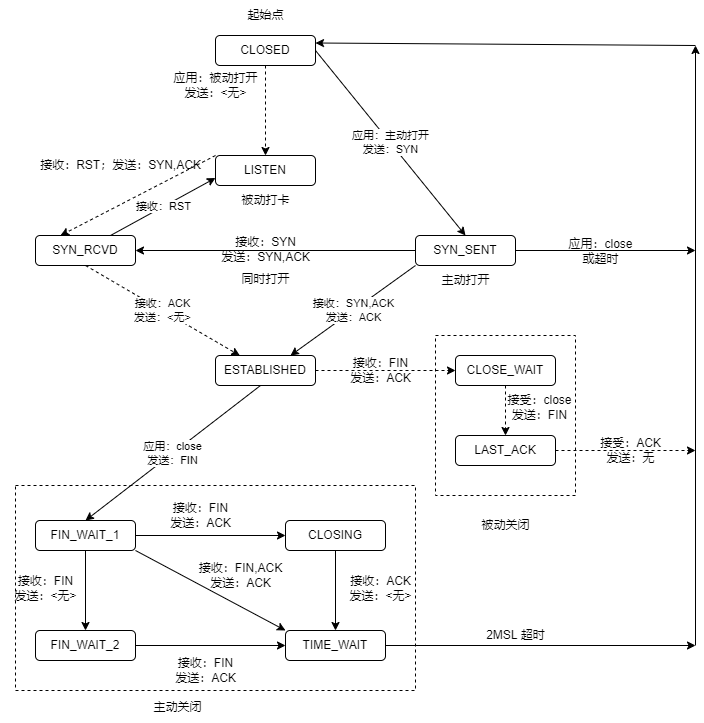 起始点
CLOSED
应用：被动打开
发送：<无>
应用：主动打开
发送：SYN
接收：RST；发送：SYN,ACK
LISTEN
接收：RST
被动打卡
SYN_RCVD
接收：SYN
发送：SYN,ACK
同时打开
SYN_SENT
主动打开
应用：close
或超时
接收：ACK
发送：<无>
接收：SYN,ACK
发送：ACK
ESTABLISHED
接收：FIN
发送：ACK
CLOSE_WAIT
接受：close
发送：FIN
LAST_ACK
接受：ACK
发送：无
应用：close
发送：FIN
被动关闭
FIN_WAIT_1
接收：FIN
发送：ACK
CLOSING
接收：FIN
发送：<无>
接收：FIN,ACK
发送：ACK
接收：ACK
发送：<无>
FIN_WAIT_2
接收：FIN
发送：ACK
TIME_WAIT
2MSL 超时
主动关闭